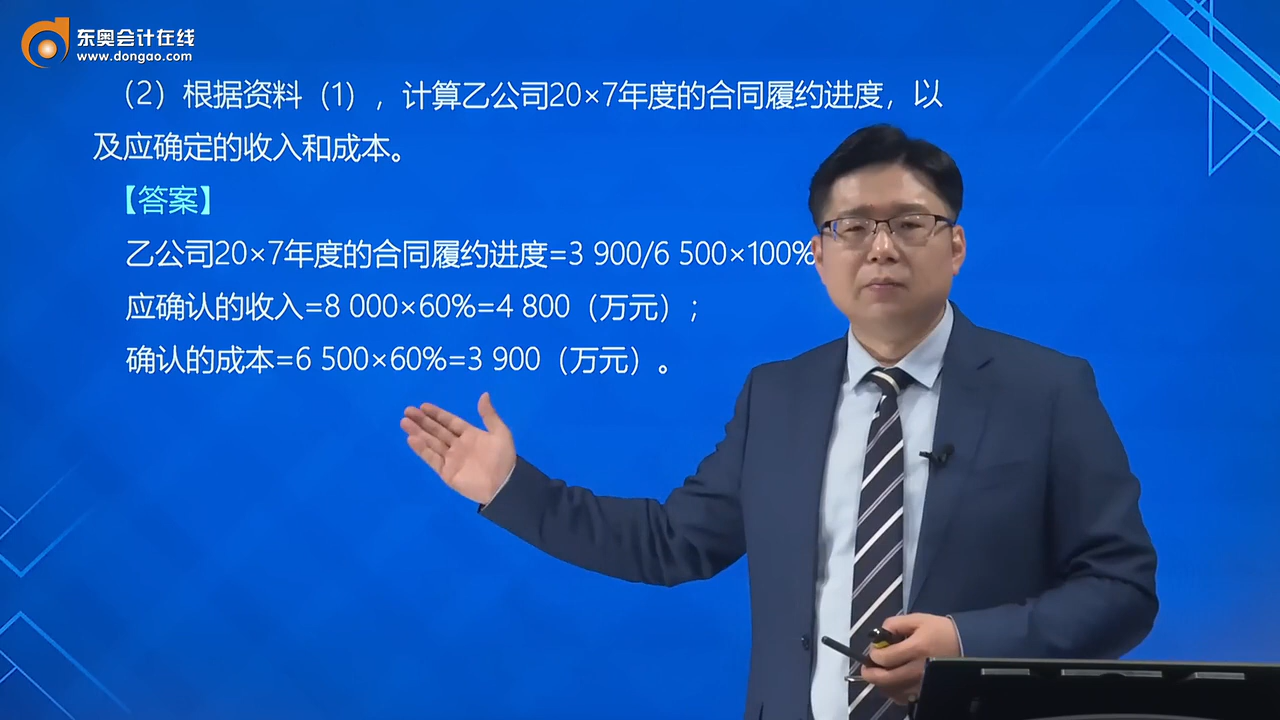 东奥会计在线
www.dongao.com
（2）根据资料（1），计算乙公司20×7年度的合同履约进度，以
及应确定的收入和成本。
【答案】
乙公司20×7年度的合同履约进度=3 900/6 500×100%
应确认的收入=8 000×60%=4 800（万元）；
确认的成本=6 500×60%=3 900（万元）。